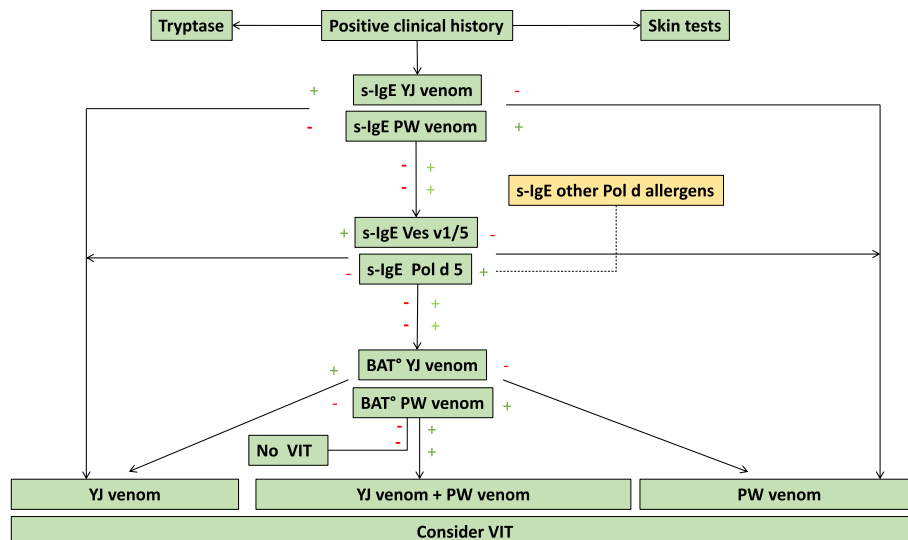 Tryptase
Positive clinical history
Skin tests
+
s-IgE YJ venom
-
-
s-IgE PW venom
+
- +
- +
s-IgE other Pol d allergens
+
s-IgE Ves v1/5
-
-
s-IgE Pol d 5
+
- +
- +
+
BAT° YJ venom
-
-
BAT° PW venom
+
- +
- +
No VIT
YJ venom
YJ venom + PW venom
PW venom
Consider VIT